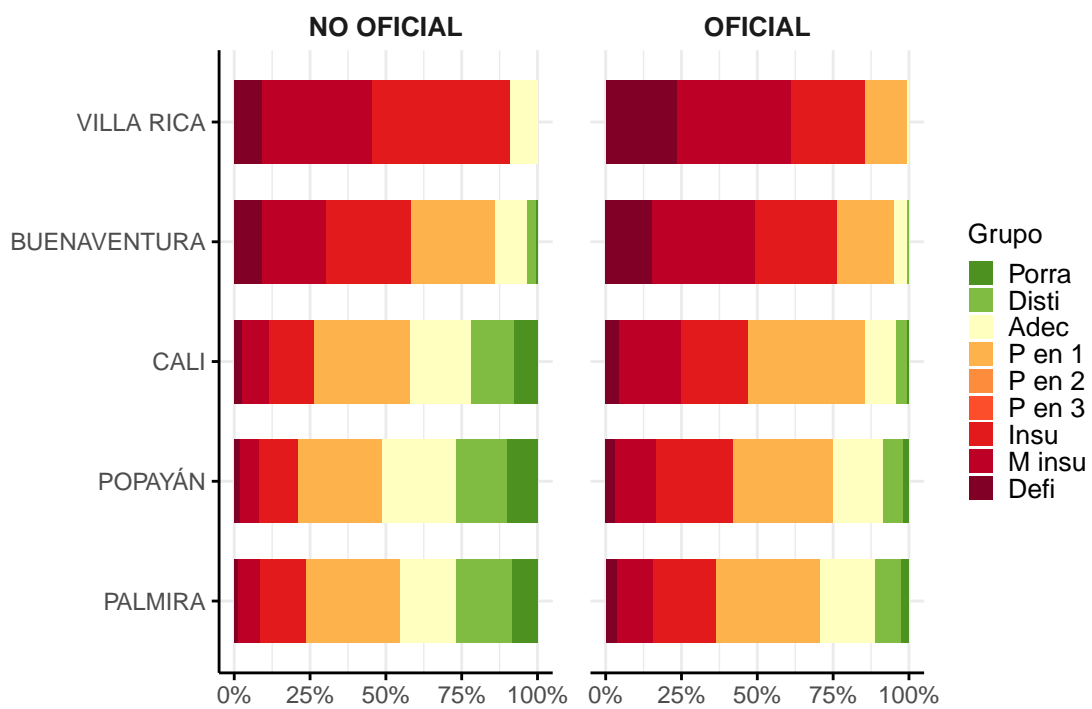 NO OFICIAL
OFICIAL
VILLA RICA
BUENAVENTURA
CALI
POPAYÁN
PALMIRA
0%
25%
50%
75%
100%
0%
25%
50%
75%
100%
Grupo
Porra
Disti
Adec
P en 1
P en 2
P en 3
Insu
M insu
Defi